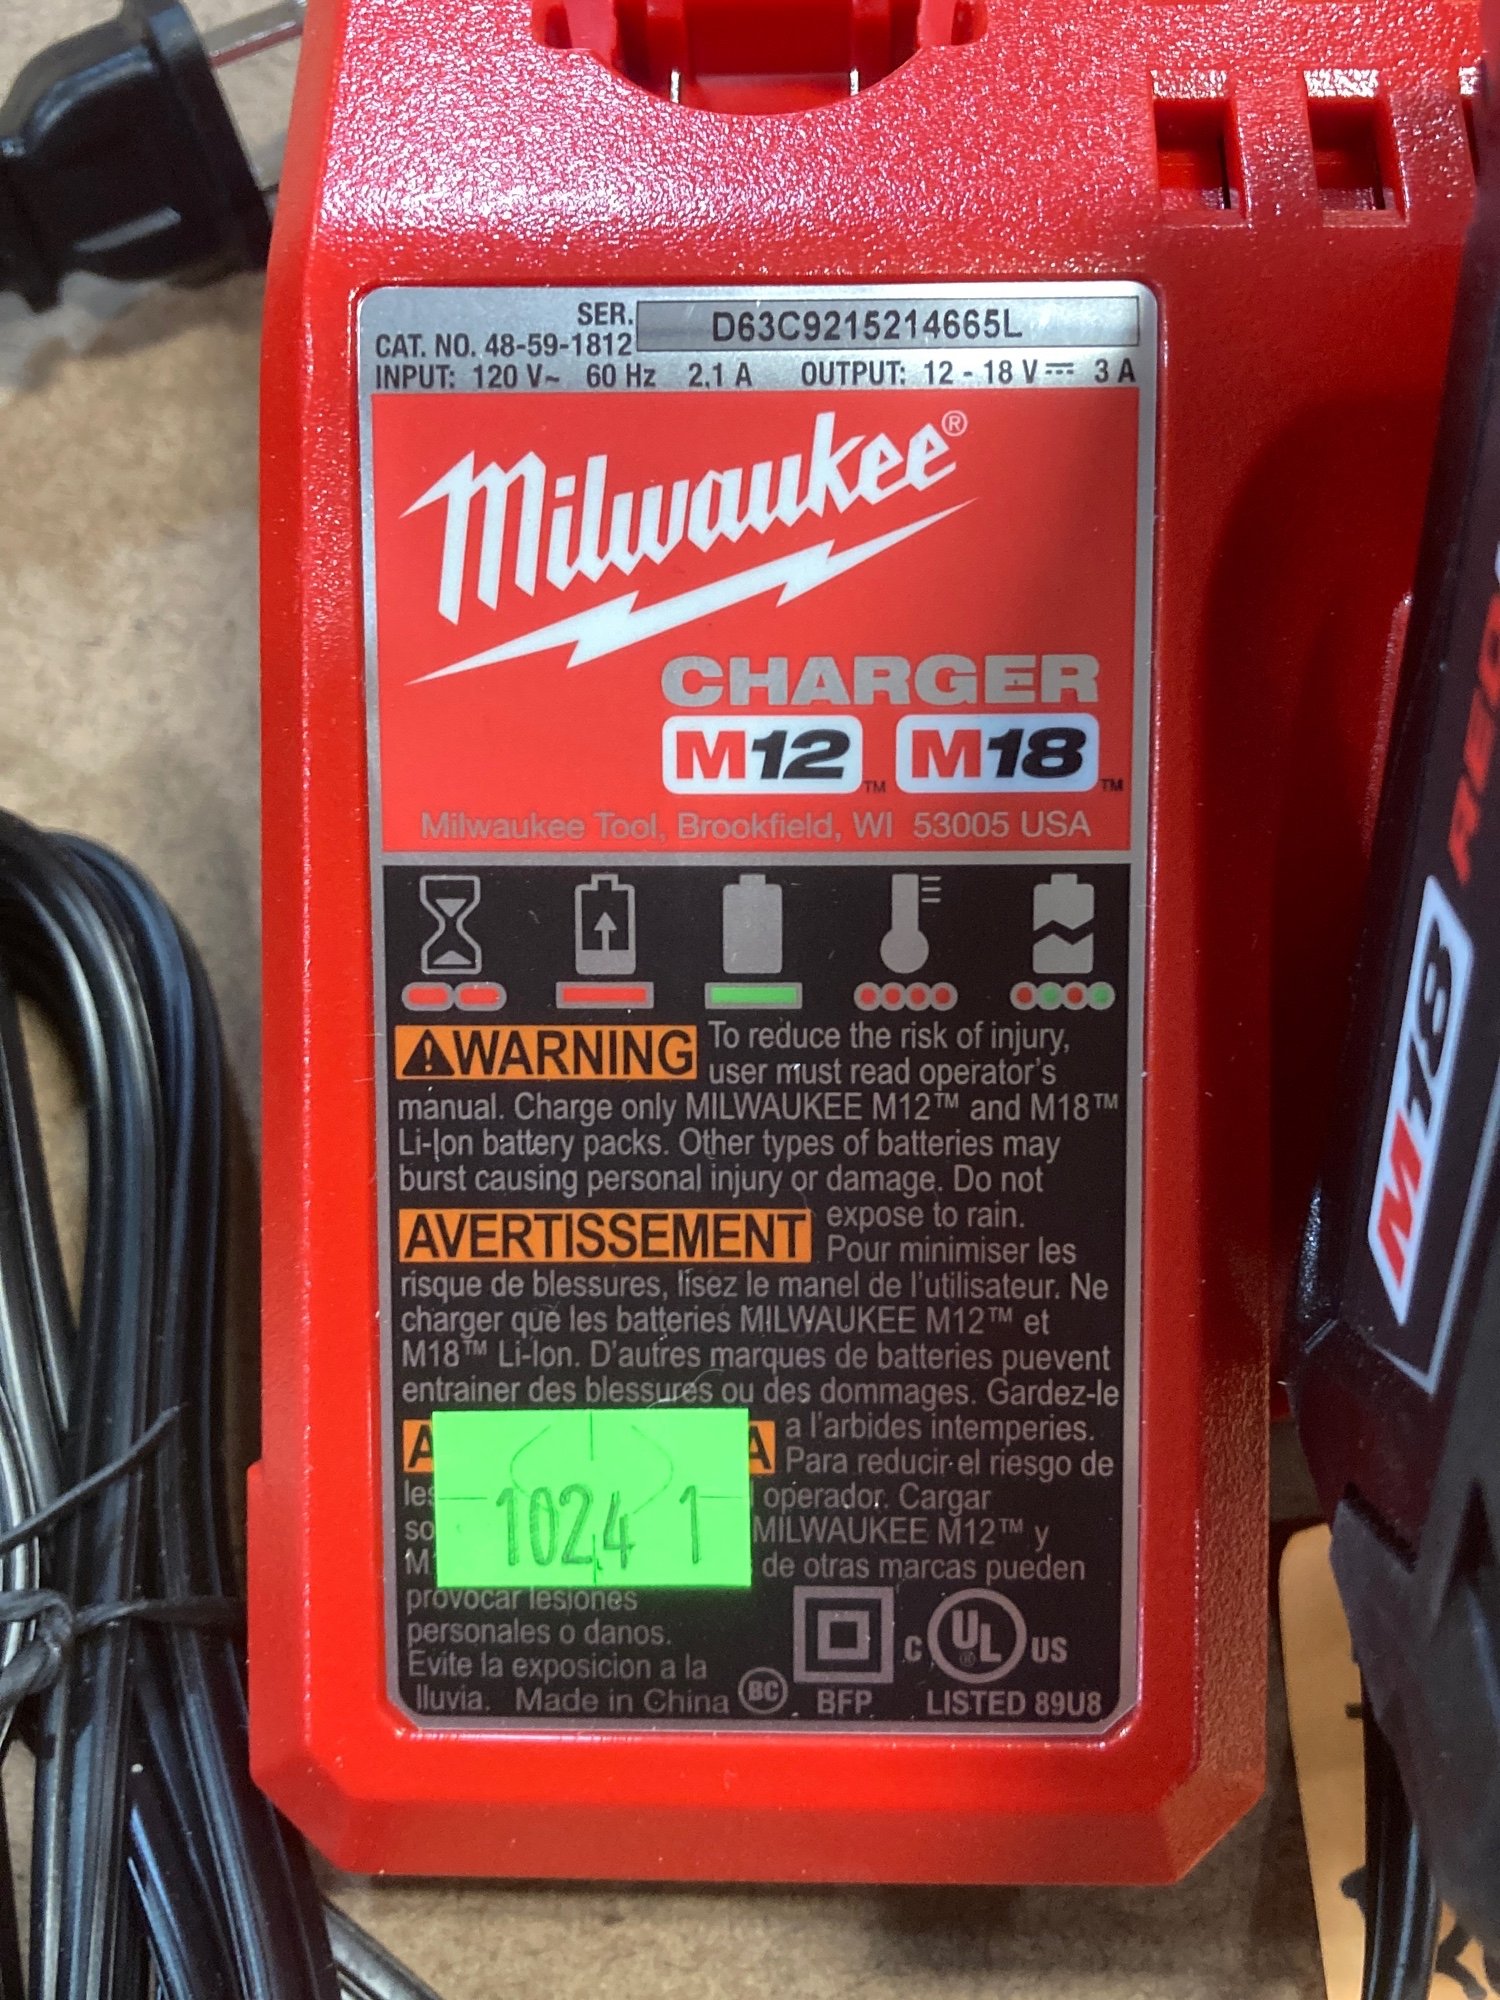 SER. D63C9215214665L
CAT. NO. 48-59-1812
INPUT: 120 V~ 60 Hz 2.1 A OUTPUT: 12 - 18 V⎓ 3 A
Milwaukee®
CHARGER
M12™ M18™
Milwaukee Tool, Brookfield, WI 53005 USA
⚠WARNING To reduce the risk of injury,
user must read operator's
manual. Charge only MILWAUKEE M12™ and M18™
Li-Ion battery packs. Other types of batteries may
burst causing personal injury or damage. Do not
expose to rain.
AVERTISSEMENT Pour minimiser les
risque de blessures, lisez le manel de l'utilisateur. Ne
charger que les batteries MILWAUKEE M12™ et
M18™ Li-Ion. D'autres marques de batteries puevent
entrainer des blessures ou des dommages. Gardez-le
a l'arbides intemperies.
Para reducir el riesgo de
operador. Cargar
MILWAUKEE M12™ y
de otras marcas pueden
1024 1
provocar lesiones
personales o danos.
Evite la exposicion a la
lluvia. Made in China BC
BFP
C UL® US
LISTED 89U8
M18